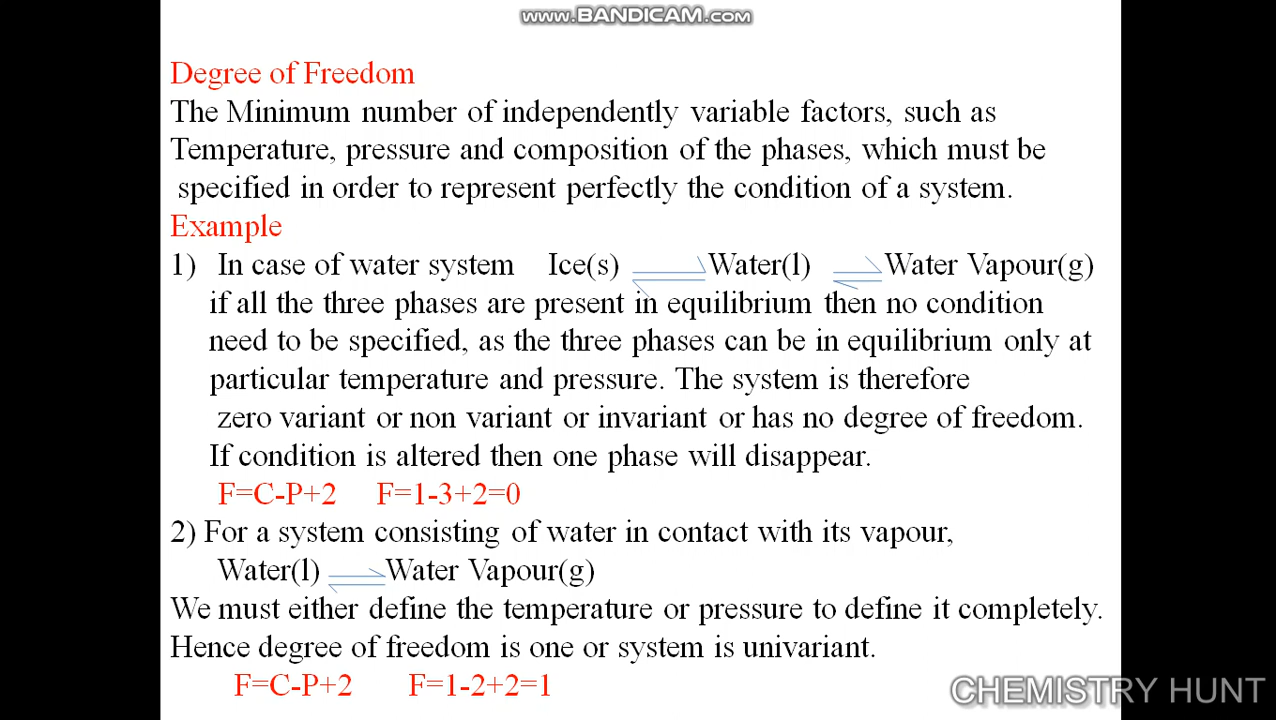 www.BANDICAM.com
Degree of Freedom
The Minimum number of independently variable factors, such as
Temperature, pressure and composition of the phases, which must be
specified in order to represent perfectly the condition of a system.
Example
1) In case of water system Ice(s) ⇌ Water(l) ⇌ Water Vapour(g)
if all the three phases are present in equilibrium then no condition
need to be specified, as the three phases can be in equilibrium only at
particular temperature and pressure. The system is therefore
zero variant or non variant or invariant or has no degree of freedom.
If condition is altered then one phase will disappear.
F=C-P+2 F=1-3+2=0
2) For a system consisting of water in contact with its vapour,
Water(l) ⇌ Water Vapour(g)
We must either define the temperature or pressure to define it completely.
Hence degree of freedom is one or system is univariant.
F=C-P+2 F=1-2+2=1
CHEMISTRY HUNT